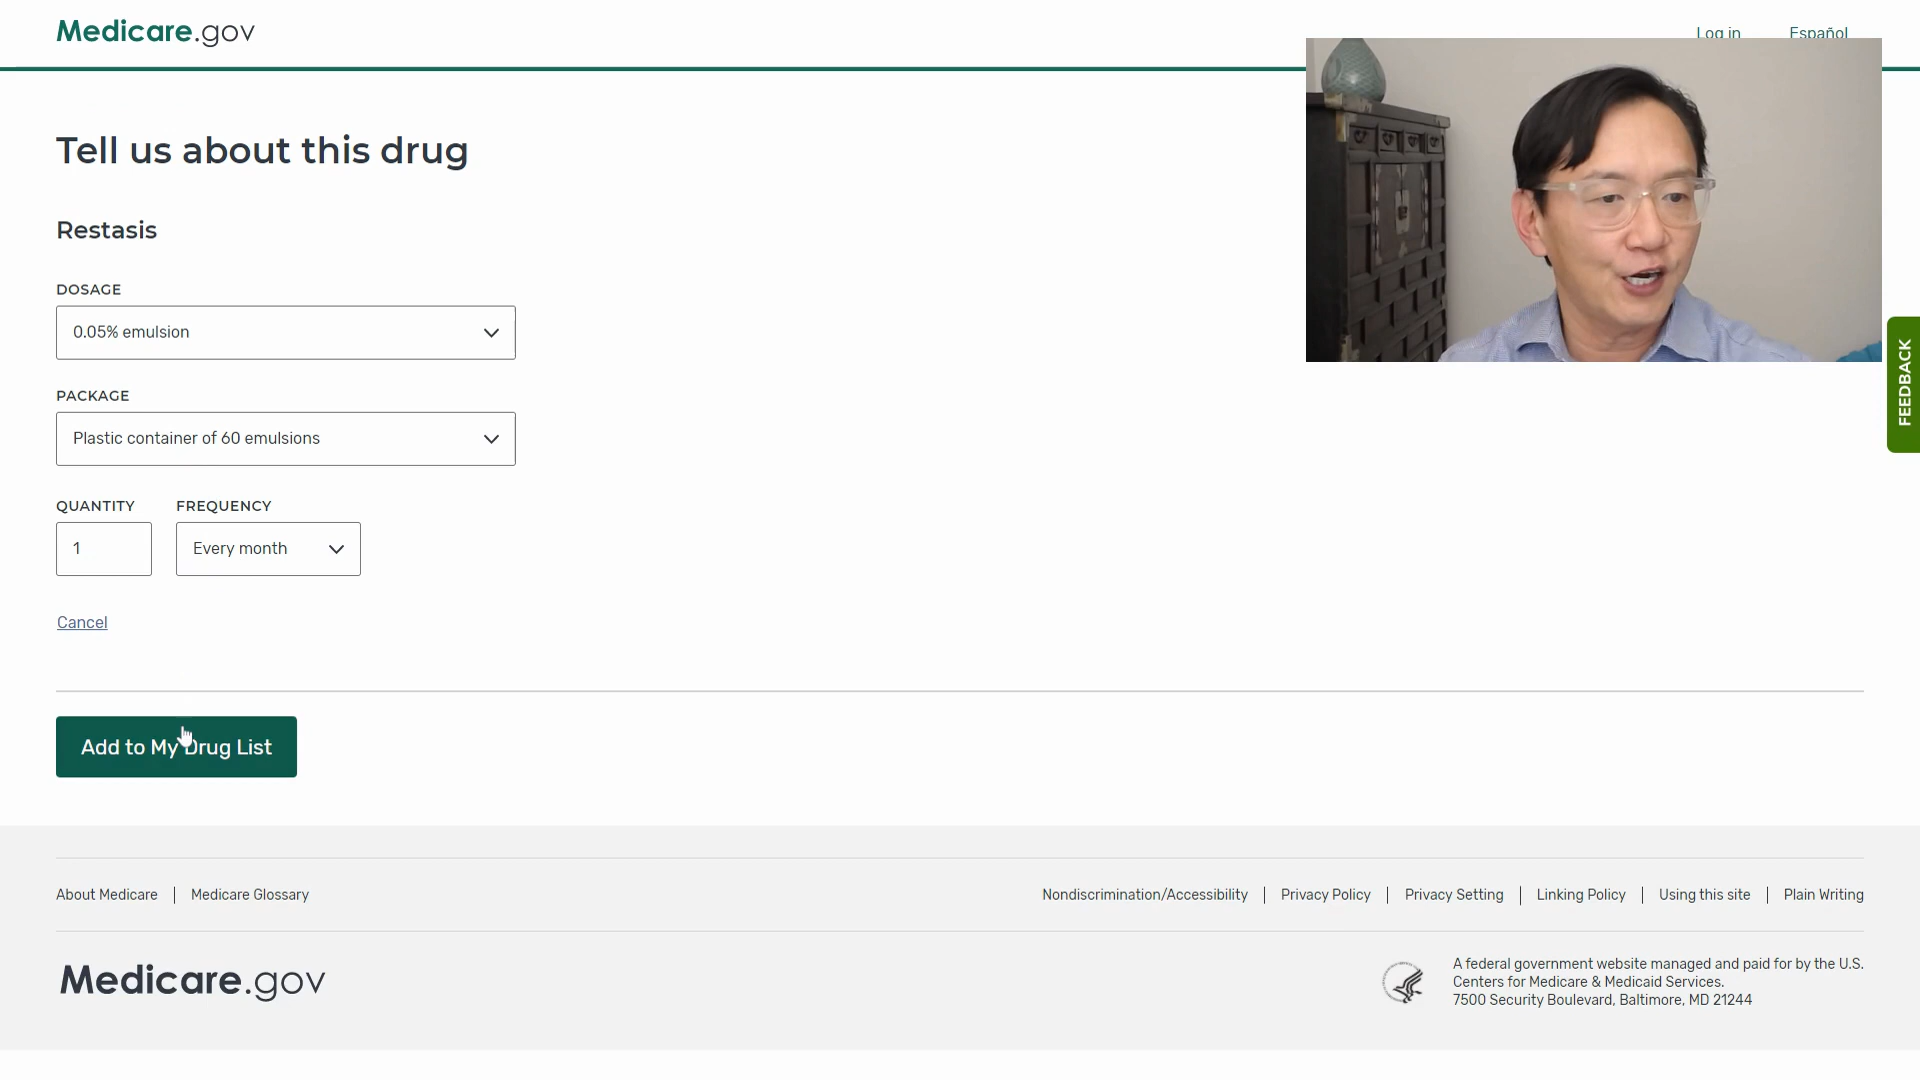 Medicare.gov
Log in
Español
Tell us about this drug
Restasis
DOSAGE
0.05% emulsion
PACKAGE
Plastic container of 60 emulsions
QUANTITY
FREQUENCY
1
Every month
Cancel
Add to My Drug List
FEEDBACK
About Medicare
Medicare Glossary
Nondiscrimination/Accessibility
Privacy Policy
Privacy Setting
Linking Policy
Using this site
Plain Writing
Medicare.gov
A federal government website managed and paid for by the U.S.
Centers for Medicare & Medicaid Services.
7500 Security Boulevard, Baltimore, MD 21244